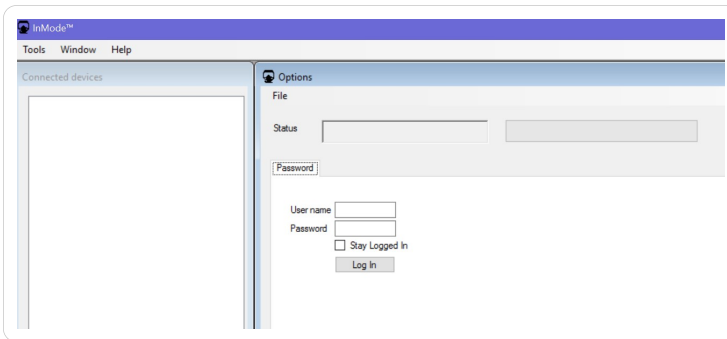 InMode™
Tools Window Help
Connected devices
Options
File
Status
Password
User name
Password
Stay Logged In
Log In